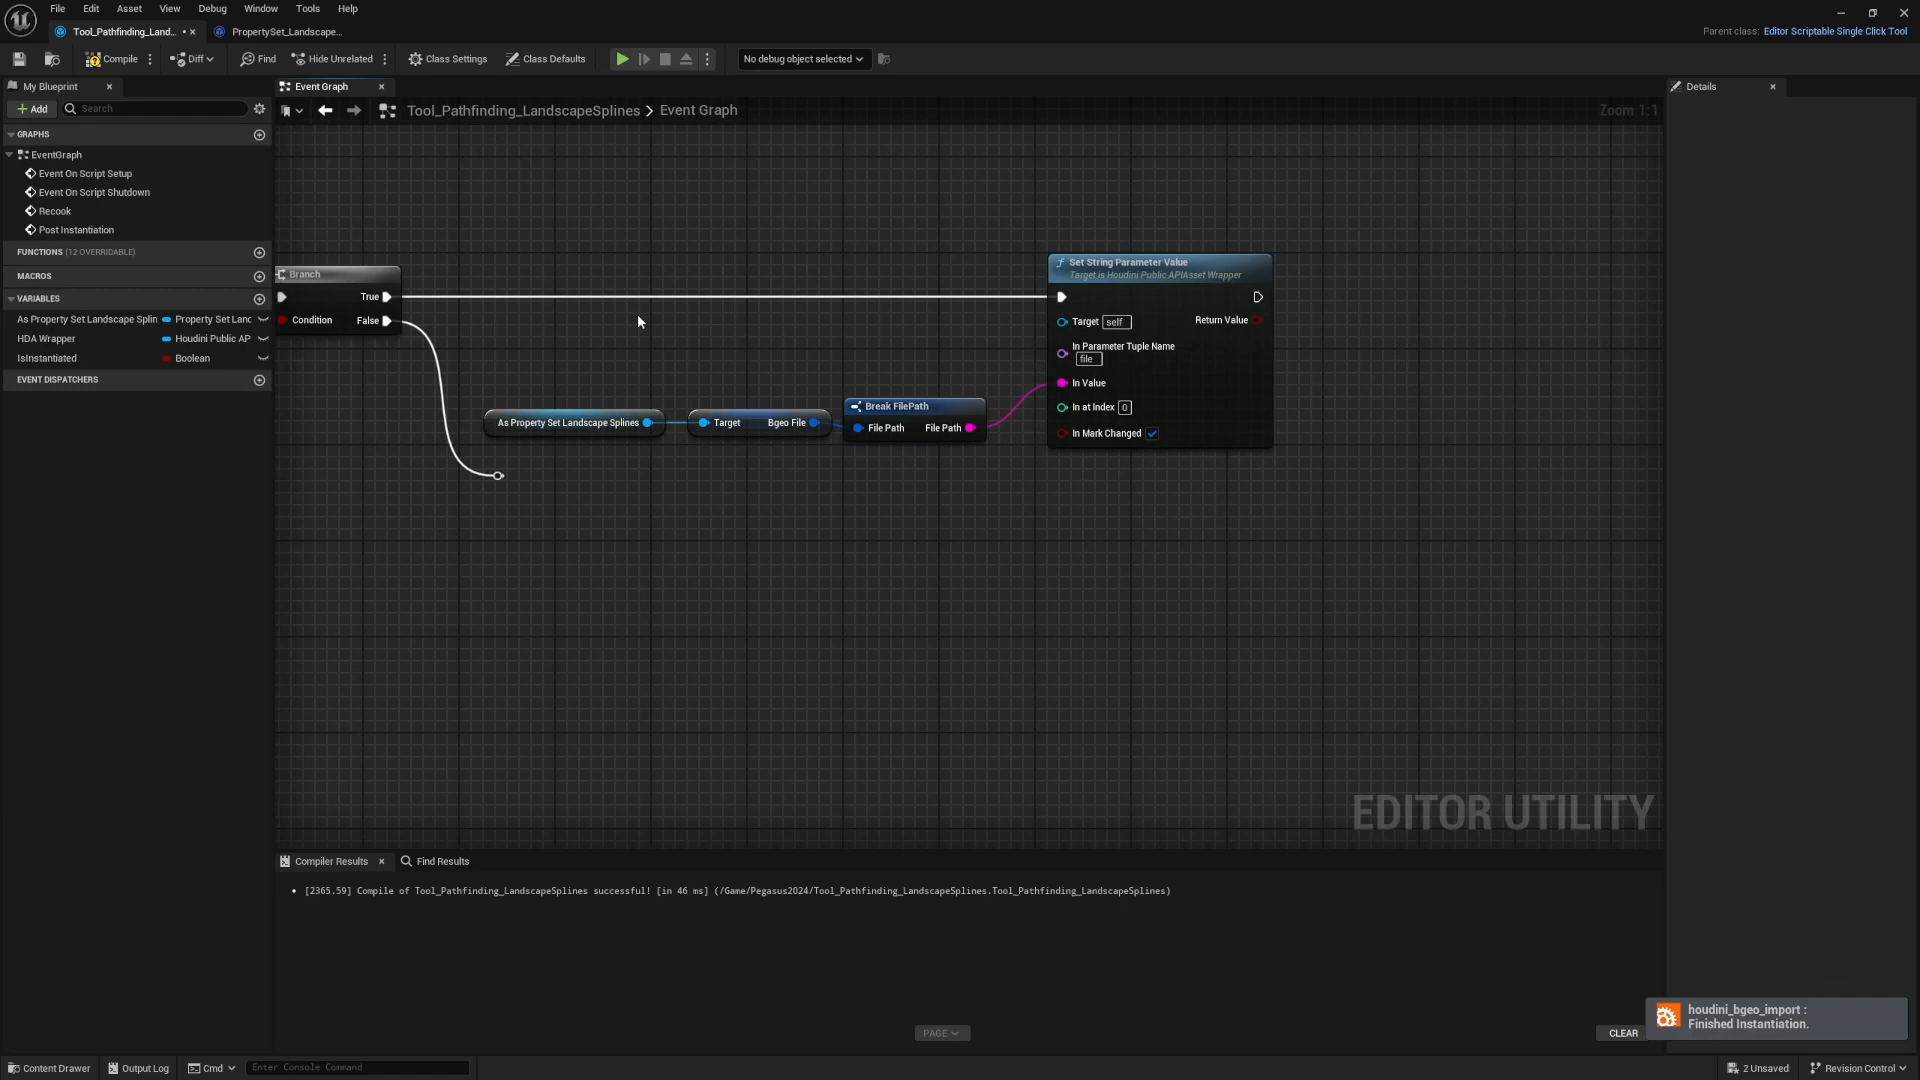 File Edit Asset View Window Debug Tools Help
Tool_Pathfinding_Land... PropertySet_Landscape...
Parent class: Editor Scriptable Single Click Tool
Compile Diff Find Hide Unrelated Class Settings Class Defaults No debug object selected
My Blueprint Event Graph Details
Add Search
Tool_Pathfinding_LandscapeSplines > Event Graph
Zoom 1:1
GRAPHS
EventGraph
Event On Script Setup
Event On Script Shutdown
Recook
Post Instantiation
FUNCTIONS (12 OVERRIDABLE)
MACROS
VARIABLES
As Property Set Landscape Splin Property Set Lanc
HDA Wrapper Houdini Public AP
IsInstantiated Boolean
EVENT DISPATCHERS
Branch
True
Condition False
As Property Set Landscape Splines
Target Bgeo File
Break FilePath
File Path File Path
Set String Parameter Value
Target is Houdini Public APIAsset Wrapper
Target self Return Value
In Parameter Tuple Name
file
In Value
In at Index 0
In Mark Changed
EDITOR UTILITY
Compiler Results Find Results
[2365.59] Compile of Tool_Pathfinding_LandscapeSplines successful! [in 46 ms] (/Game/Pegasus2024/Tool_Pathfinding_LandscapeSplines.Tool_Pathfinding_LandscapeSplines)
PAGE
CLEAR
houdini_bgeo_import :
Finished Instantiation.
Content Drawer Output Log Cmd Enter Console Command 2 Unsaved Revision Control